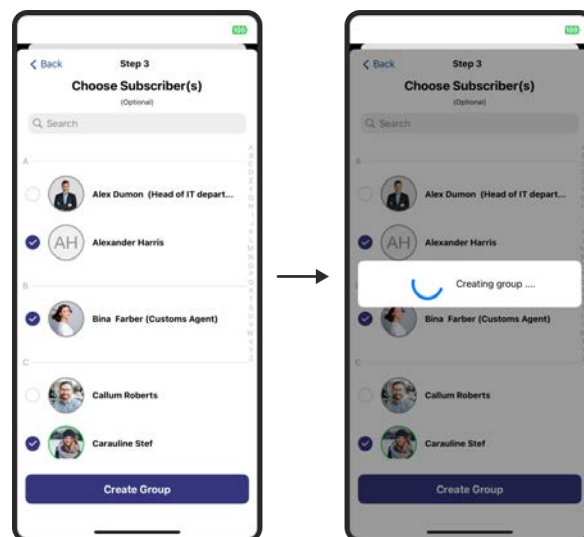 100
Back Step 3
Choose Subscriber(s)
(Optional)
Search
A
Alex Dumon (Head of IT depart...
AH Alexander Harris
B
Bina Farber (Customs Agent)
C
Callum Roberts
Carauline Stef
Create Group
100
Back Step 3
Choose Subscriber(s)
(Optional)
Search
A
Alex Dumon (Head of IT depart...
AH Alexander Harris
Creating group ....
Bina Farber (Customs Agent)
C
Callum Roberts
Carauline Stef
Create Group